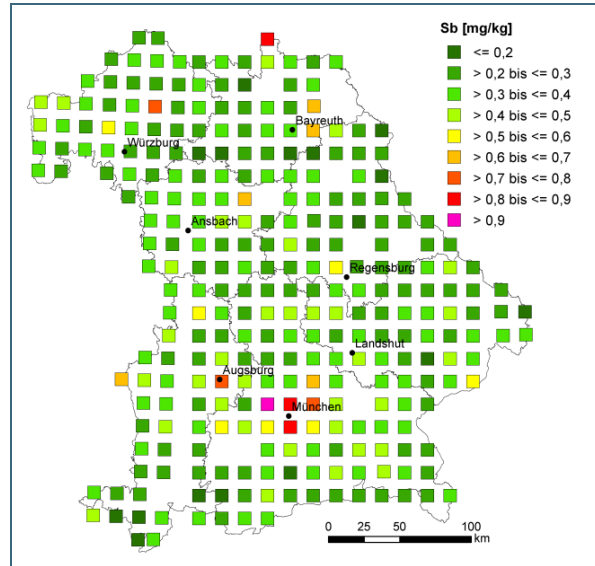 Sb [mg/kg]
<= 0,2
> 0,2 bis <= 0,3
> 0,3 bis <= 0,4
> 0,4 bis <= 0,5
> 0,5 bis <= 0,6
> 0,6 bis <= 0,7
> 0,7 bis <= 0,8
> 0,8 bis <= 0,9
> 0,9
Bayreuth
Würzburg
Ansbach
Regensburg
Landshut
Augsburg
München
0 25 50 100
km